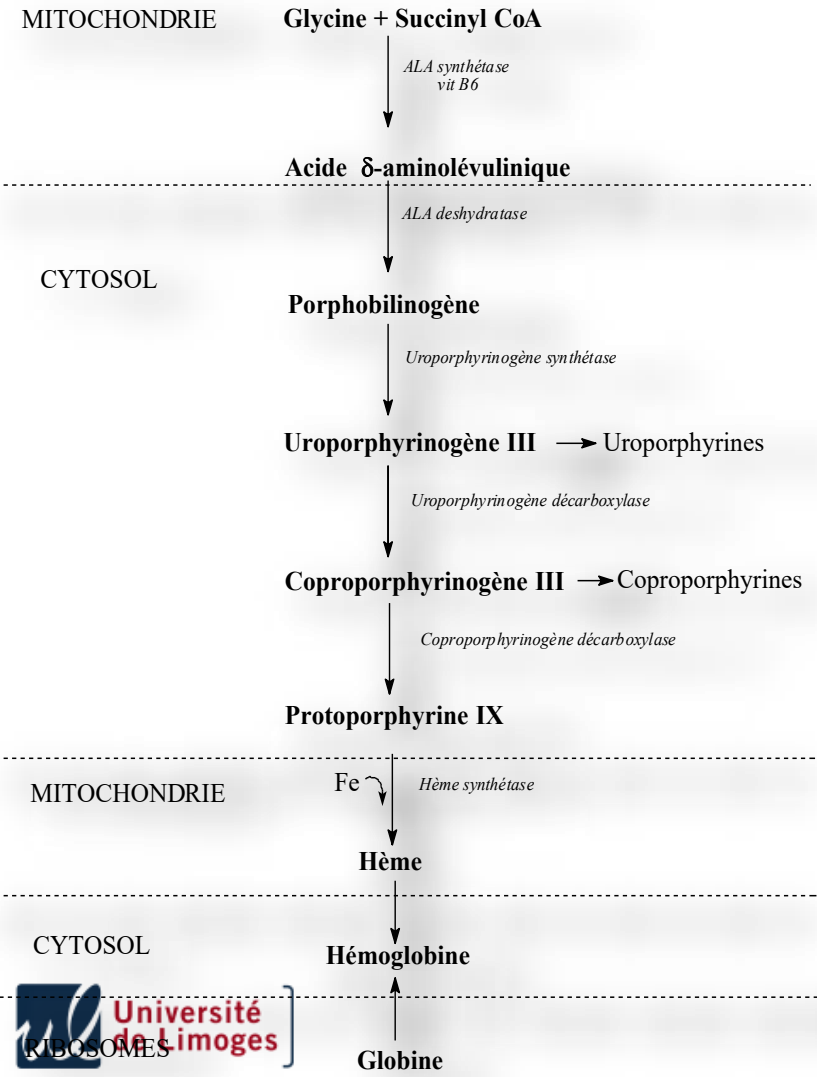 MITOCHONDRIE Glycine + Succinyl CoA
ALA synthétase
vit B6
Acide δ-aminolévulinique
ALA deshydratase
CYTOSOL
Porphobilinogène
Uroporphyrinogène synthétase
Uroporphyrinogène III → Uroporphyrines
Uroporphyrinogène décarboxylase
Coproporphyrinogène III → Coproporphyrines
Coproporphyrinogène décarboxylase
Protoporphyrine IX
MITOCHONDRIE Fe Hème synthétase
Hème
CYTOSOL Hémoglobine
Université
de Limoges
RIBOSOMES
Globine